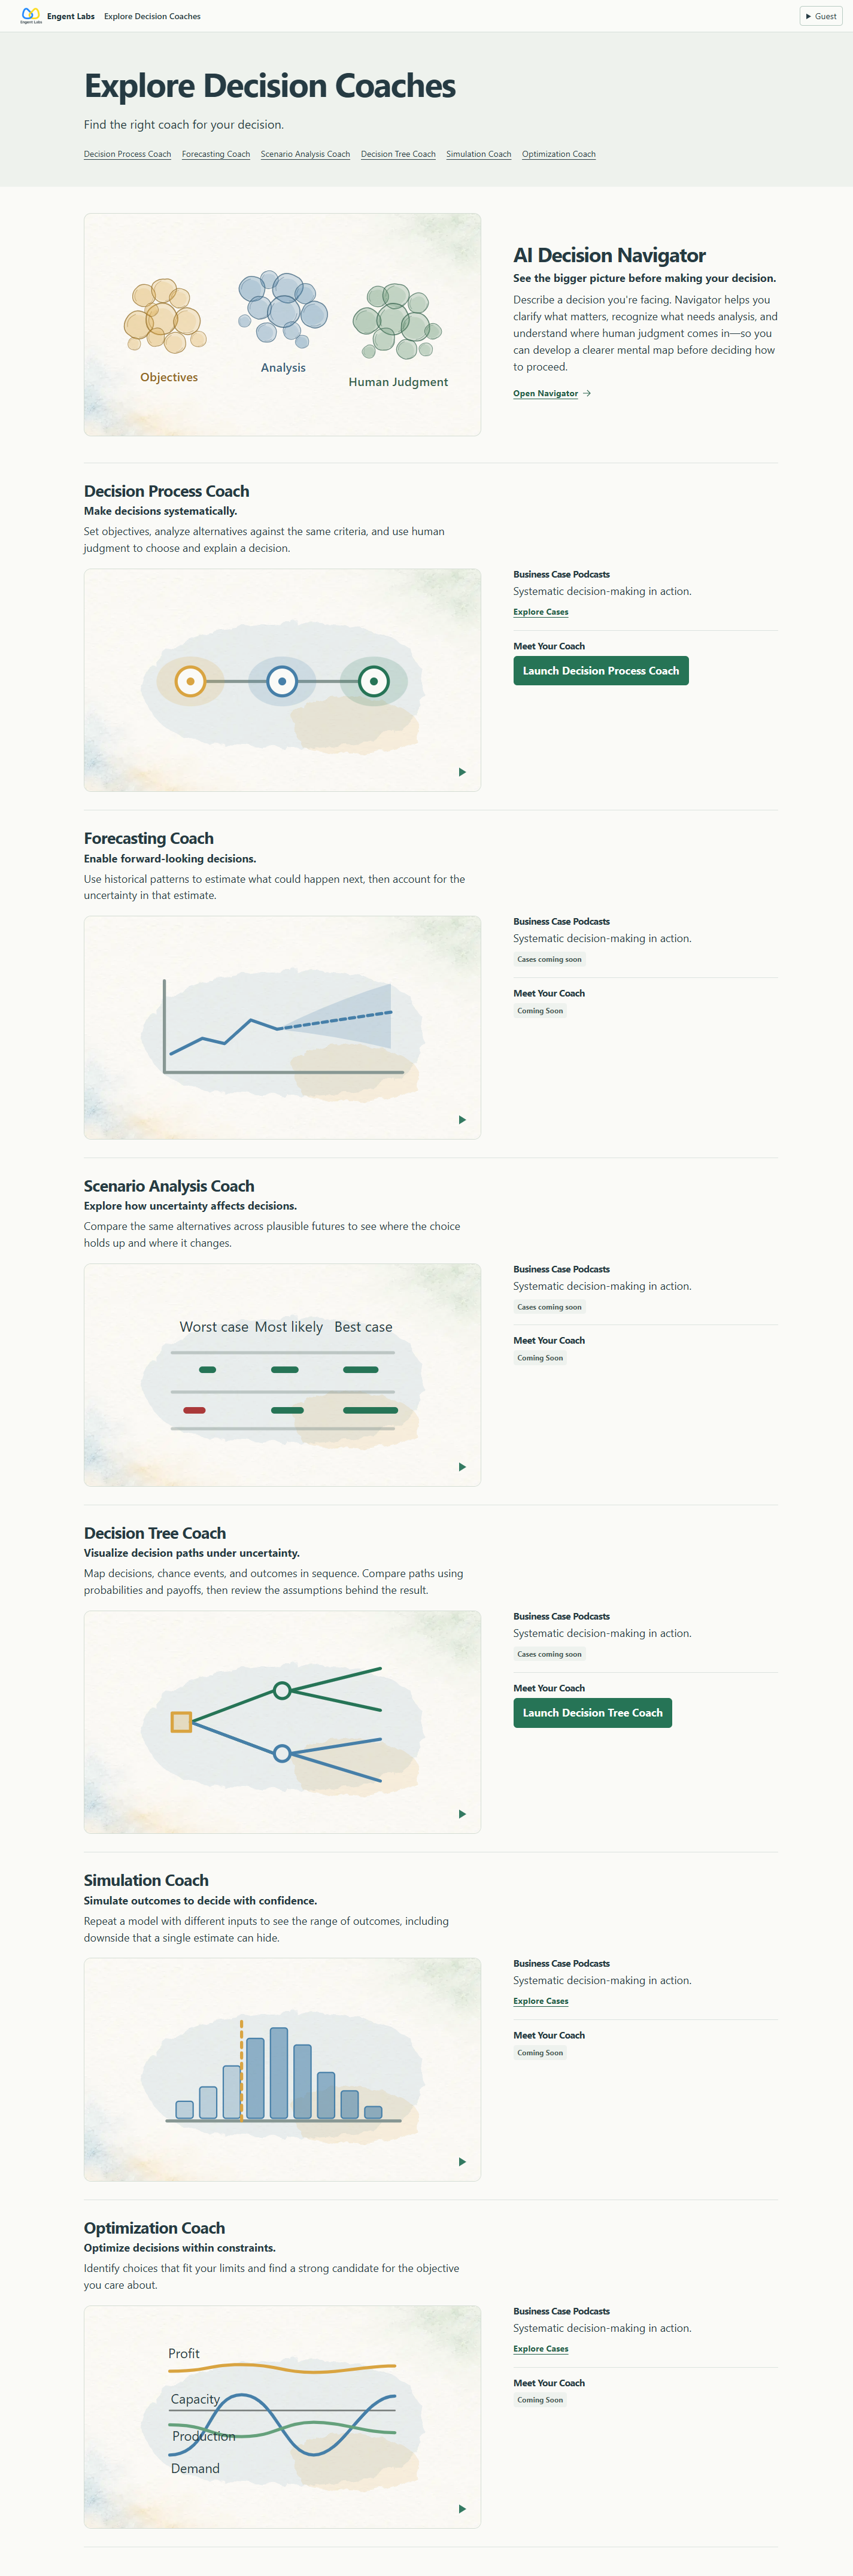 Engent Labs
Engent Labs Explore Decision Coaches
Guest
Explore Decision Coaches
Find the right coach for your decision.
Decision Process Coach Forecasting Coach Scenario Analysis Coach Decision Tree Coach Simulation Coach Optimization Coach
Objectives
Analysis
Human Judgment
AI Decision Navigator
See the bigger picture before making your decision.
Describe a decision you're facing. Navigator helps you
clarify what matters, recognize what needs analysis, and
understand where human judgment comes in—so you
can develop a clearer mental map before deciding how
to proceed.
Open Navigator →
Decision Process Coach
Make decisions systematically.
Set objectives, analyze alternatives against the same criteria, and use human
judgment to choose and explain a decision.
Business Case Podcasts
Systematic decision-making in action.
Explore Cases
Meet Your Coach
Launch Decision Process Coach
Forecasting Coach
Enable forward-looking decisions.
Use historical patterns to estimate what could happen next, then account for the
uncertainty in that estimate.
Business Case Podcasts
Systematic decision-making in action.
Cases coming soon
Meet Your Coach
Coming Soon
Scenario Analysis Coach
Explore how uncertainty affects decisions.
Compare the same alternatives across plausible futures to see where the choice
holds up and where it changes.
Worst case Most likely Best case
Business Case Podcasts
Systematic decision-making in action.
Cases coming soon
Meet Your Coach
Coming Soon
Decision Tree Coach
Visualize decision paths under uncertainty.
Map decisions, chance events, and outcomes in sequence. Compare paths using
probabilities and payoffs, then review the assumptions behind the result.
Business Case Podcasts
Systematic decision-making in action.
Cases coming soon
Meet Your Coach
Launch Decision Tree Coach
Simulation Coach
Simulate outcomes to decide with confidence.
Repeat a model with different inputs to see the range of outcomes, including
downside that a single estimate can hide.
Business Case Podcasts
Systematic decision-making in action.
Explore Cases
Meet Your Coach
Coming Soon
Optimization Coach
Optimize decisions within constraints.
Identify choices that fit your limits and find a strong candidate for the objective
you care about.
Profit
Capacity
Production
Demand
Business Case Podcasts
Systematic decision-making in action.
Explore Cases
Meet Your Coach
Coming Soon